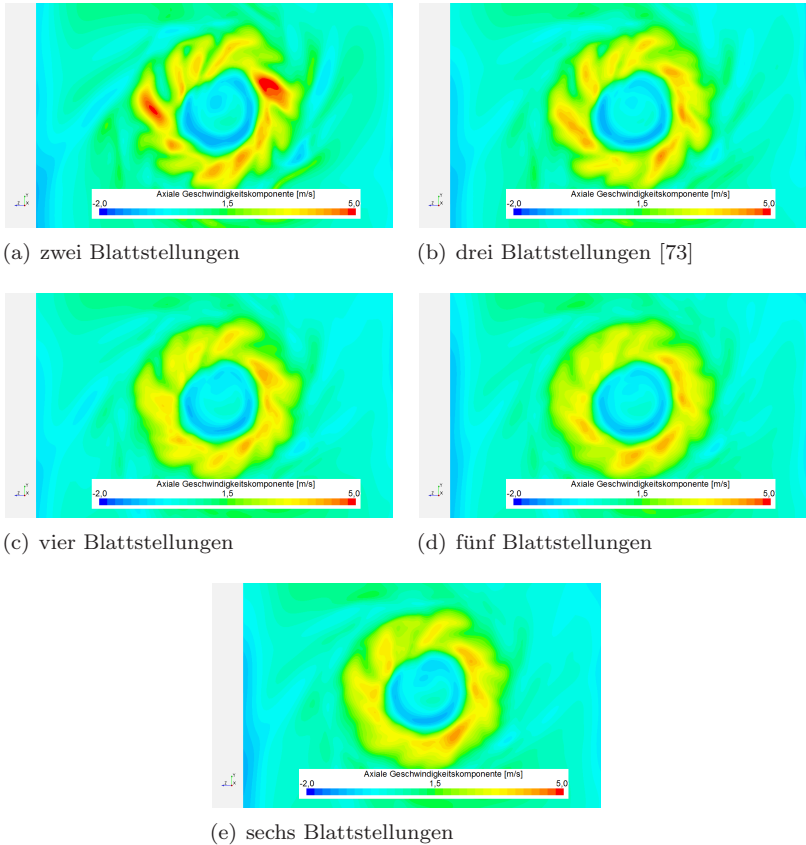 Axiale Geschwindigkeitskomponente [m/s]
-2,0 1,5 5,0
Axiale Geschwindigkeitskomponente [m/s]
-2,0 1,5 5,0
(a) zwei Blattstellungen
(b) drei Blattstellungen [73]
Axiale Geschwindigkeitskomponente [m/s]
-2,0 1,5 5,0
Axiale Geschwindigkeitskomponente [m/s]
-2,0 1,5 5,0
(c) vier Blattstellungen
(d) fünf Blattstellungen
Axiale Geschwindigkeitskomponente [m/s]
-2,0 1,5 5,0
(e) sechs Blattstellungen